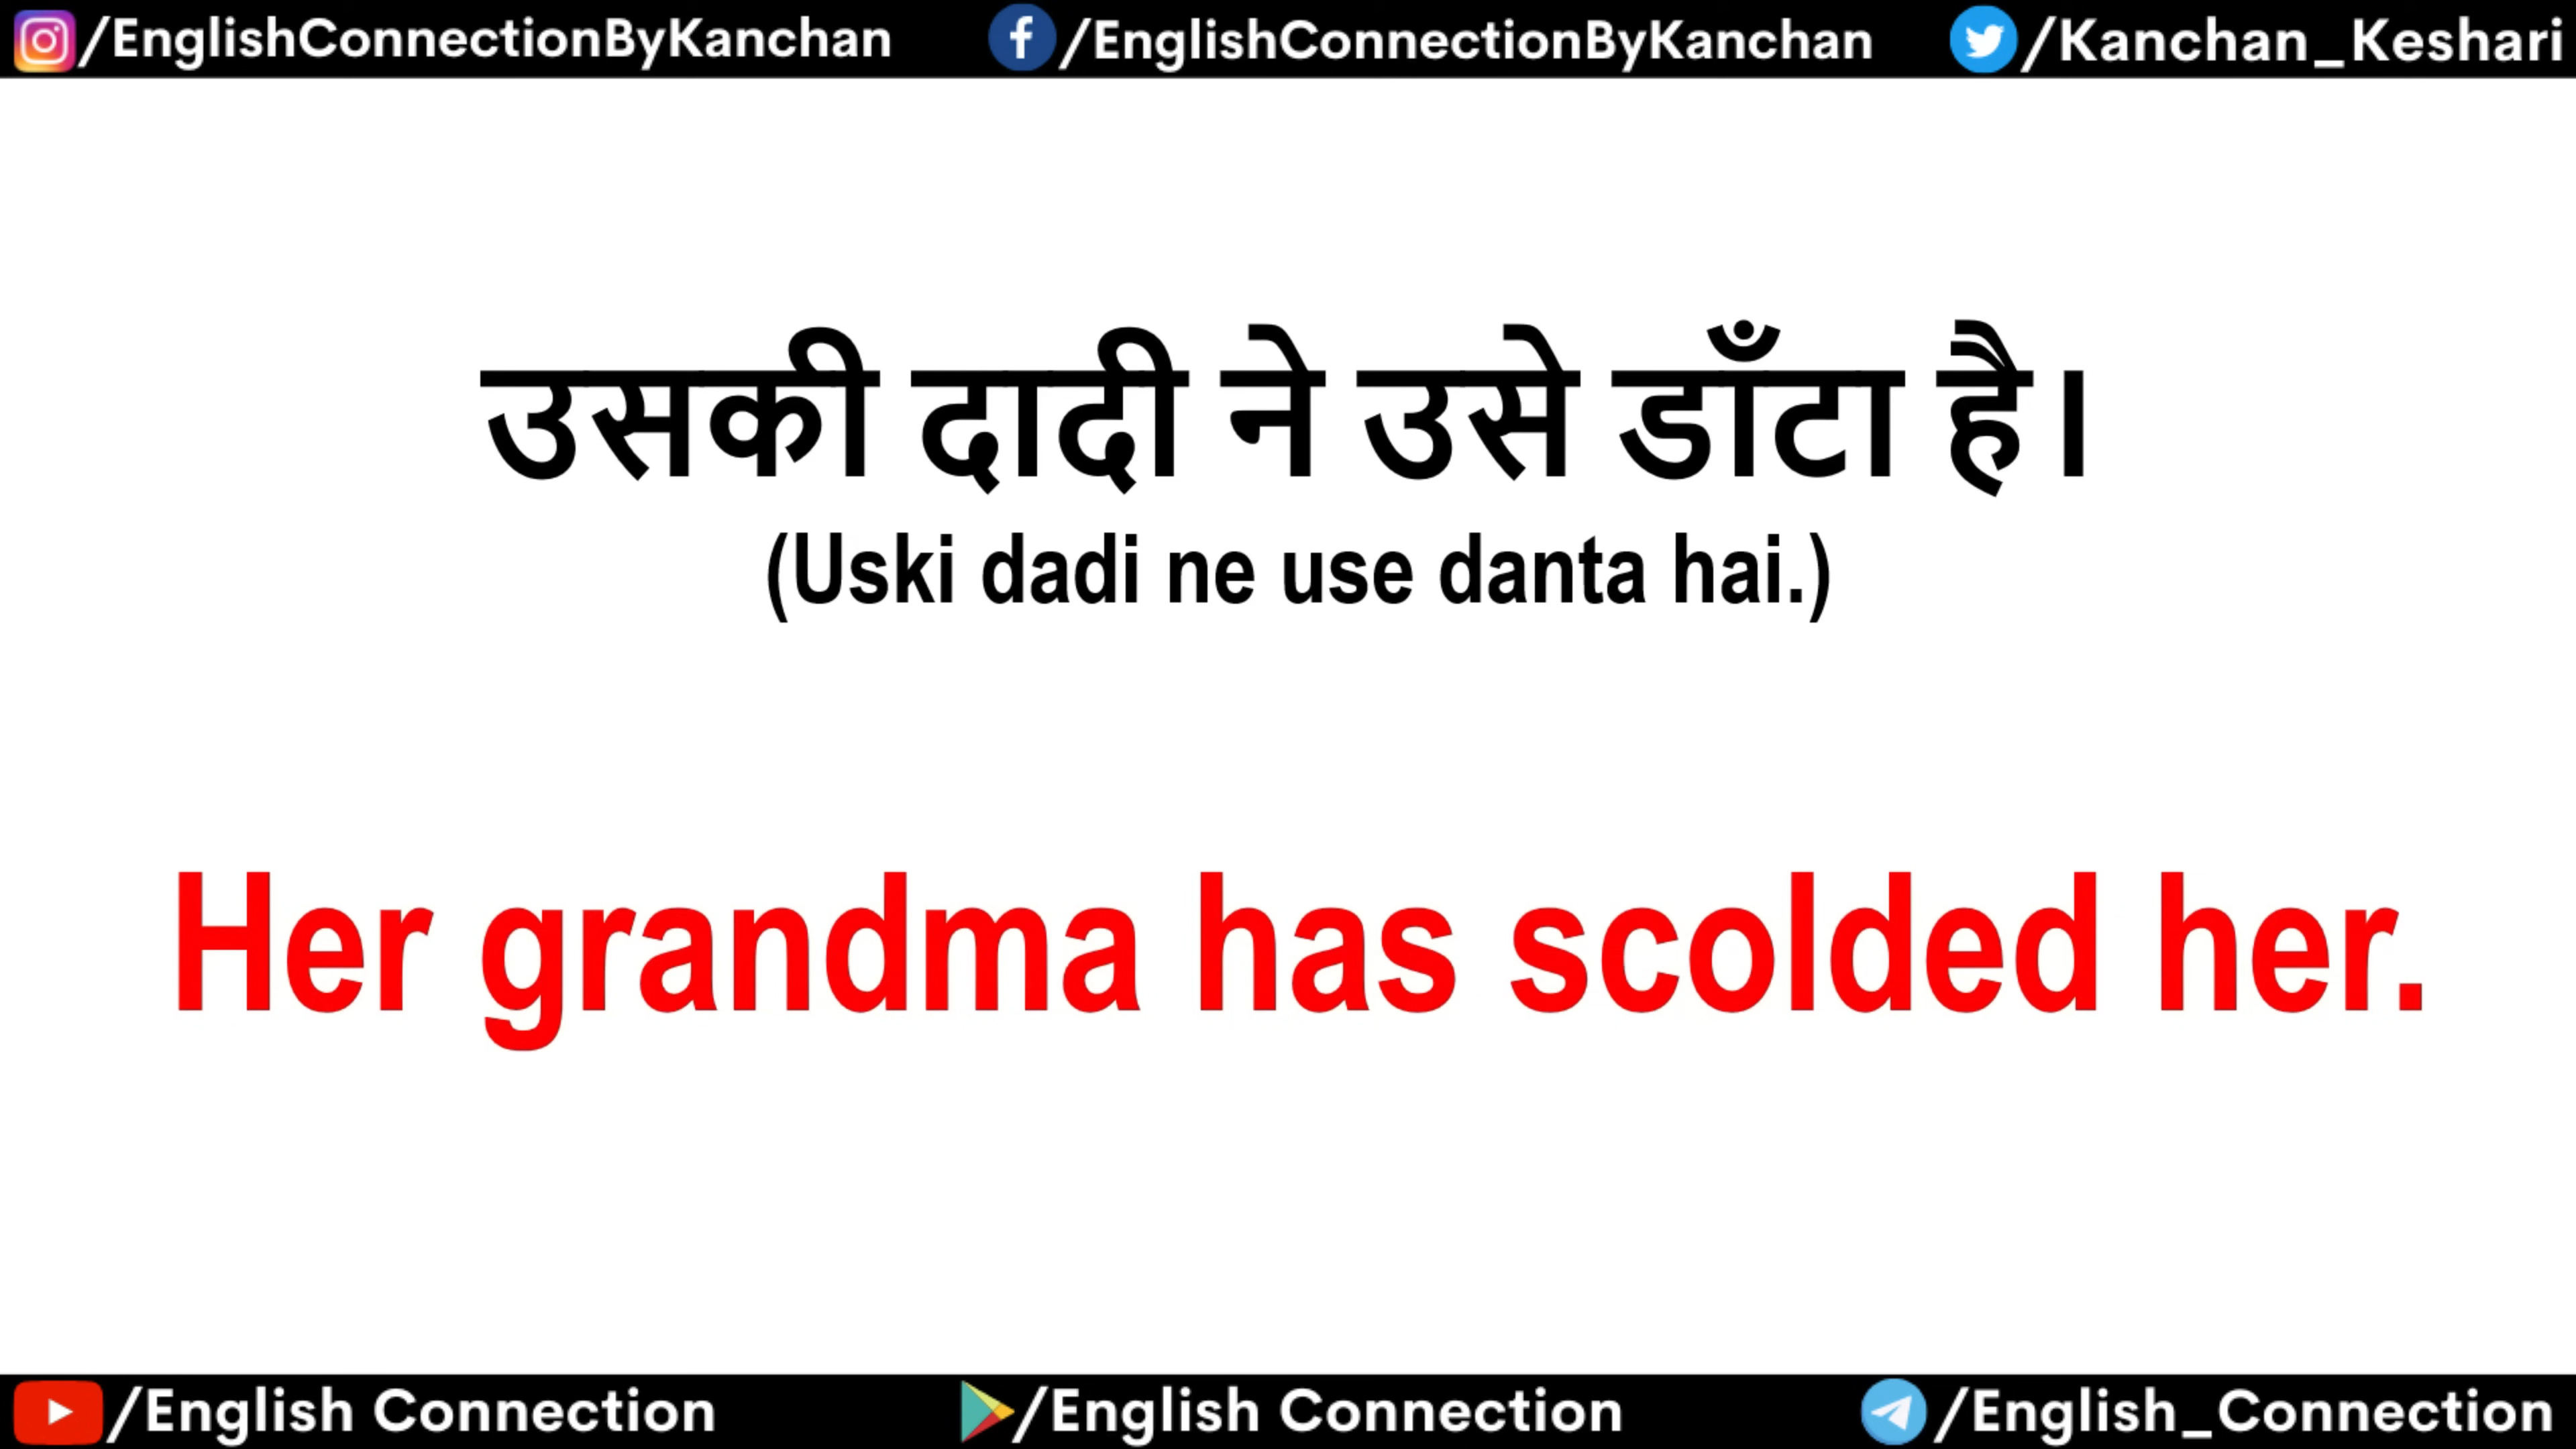 /EnglishConnectionByKanchan /EnglishConnectionByKanchan /Kanchan_Keshari
उसकी दादी ने उसे डाँटा है।
(Uski dadi ne use danta hai.)
Her grandma has scolded her.
/English Connection /English Connection /English_Connection